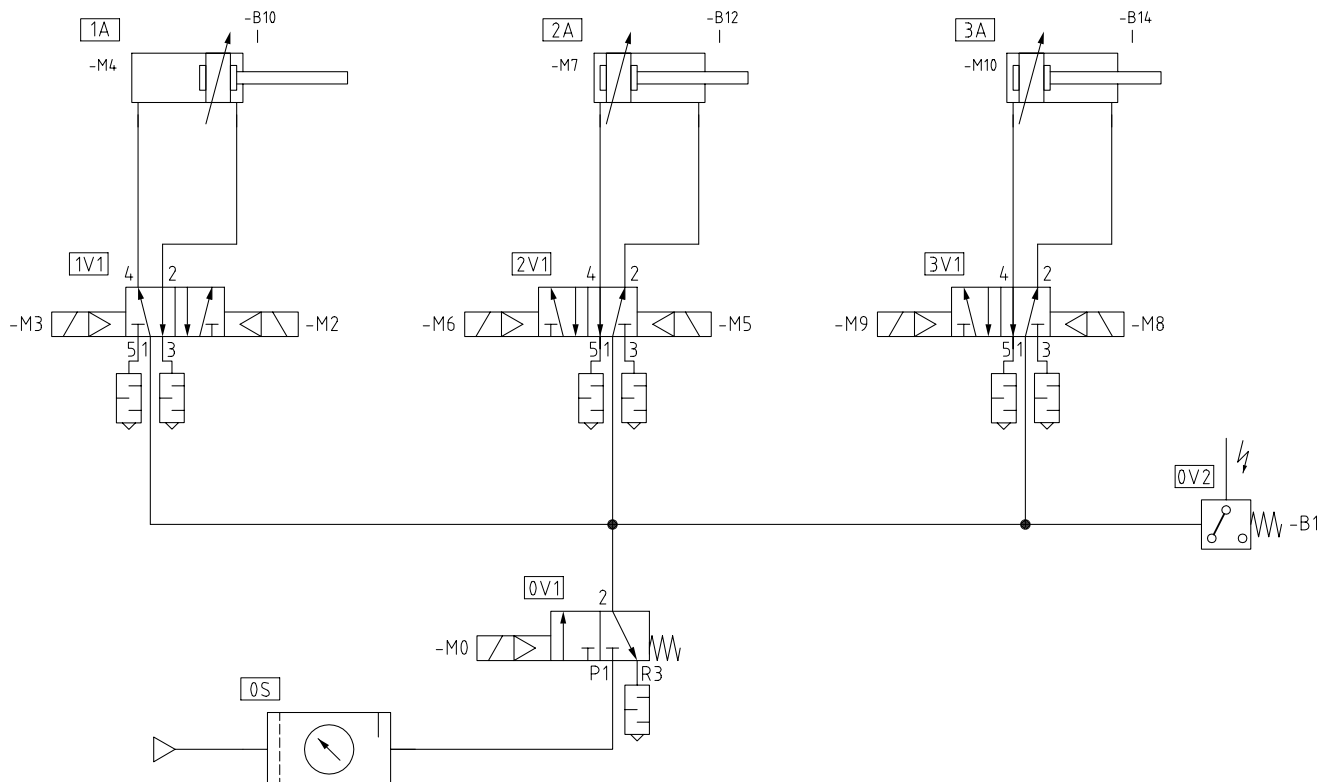 1A -B10 2A -B12 3A -B14
-M4 -M7 -M10
1V1 4 2 2V1 4 2 3V1 4 2
-M3 -M2 -M6 -M5 -M9 -M8
5 1 3 5 1 3 5 1 3
0V2
-B1
0V1 2
-M0
P1 R3
0S